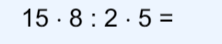 15 · 8 : 2 · 5 =